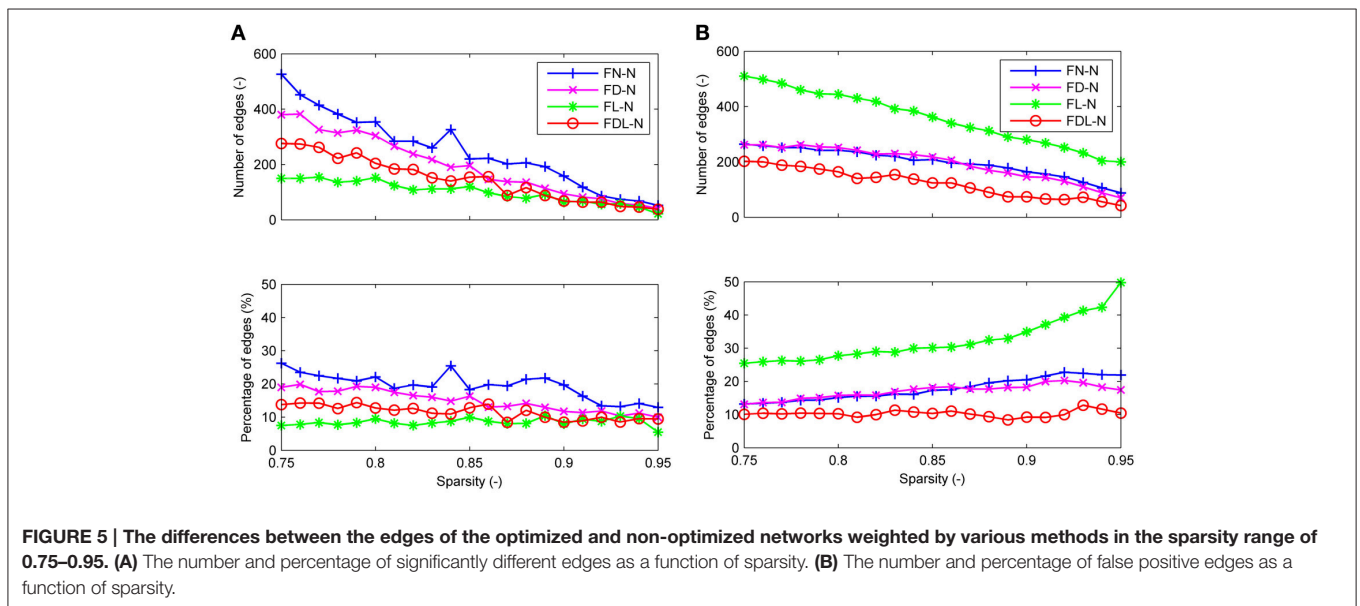 A
600
400
200
0
Number of edges (-)
FN-N
FD-N
FL-N
FDL-N
50
40
30
20
10
0
Percentage of edges (%)
0.75
0.8
0.85
0.9
0.95
Sparsity (-)
B
600
400
200
0
Number of edges (-)
FN-N
FD-N
FL-N
FDL-N
50
40
30
20
10
0
Percentage of edges (%)
0.75
0.8
0.85
0.9
0.95
Sparsity (-)
FIGURE 5 | The differences between the edges of the optimized and non-optimized networks weighted by various methods in the sparsity range of
0.75–0.95. (A) The number and percentage of significantly different edges as a function of sparsity. (B) The number and percentage of false positive edges as a
function of sparsity.